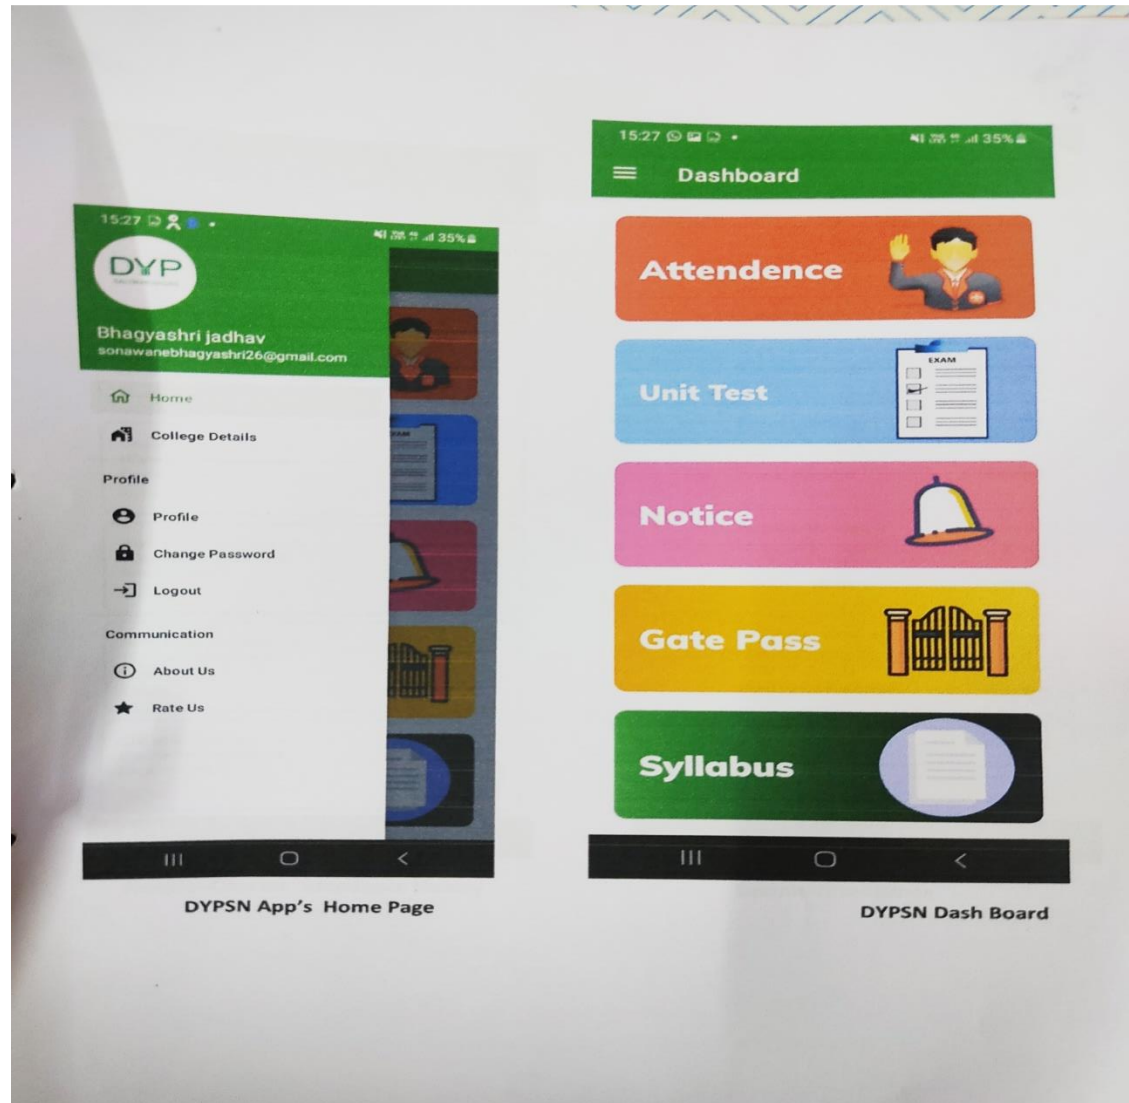 15:27
35%
DYP
Bhagyashri jadhav
sonawanebhagyashri26@gmail.com
Home
College Details
Profile
Profile
Change Password
Logout
Communication
About Us
Rate Us
DYPSN App's Home Page
15:27
35%
Dashboard
Attendence
Unit Test
EXAM
Notice
Gate Pass
Syllabus
DYPSN Dash Board